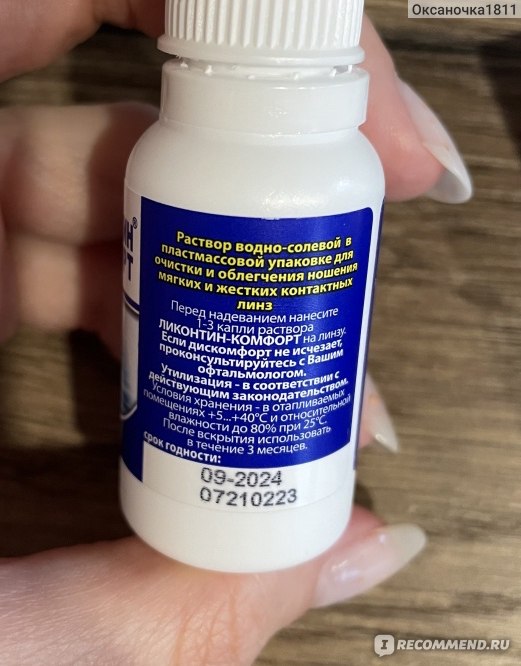 Оксаночка1811
Раствор водно-солевой в
пластмассовой упаковке для
очистки и облегчения ношения
мягких и жестких контактных
линз
Перед надеванием нанесите
1-3 капли раствора
ЛИКОНТИН-КОМФОРТ на линзу.
Если дискомфорт не исчезает,
проконсультируйтесь с Вашим
офтальмологом.
Утилизация - в соответствии с
действующим законодательством.
Условия хранения - в отапливаемых
помещениях +5...+40°C и относительной
влажности до 80% при 25°C.
После вскрытия использовать
в течение 3 месяцев.
срок годности:
09-2024
07210223
IRECOMMEND.RU